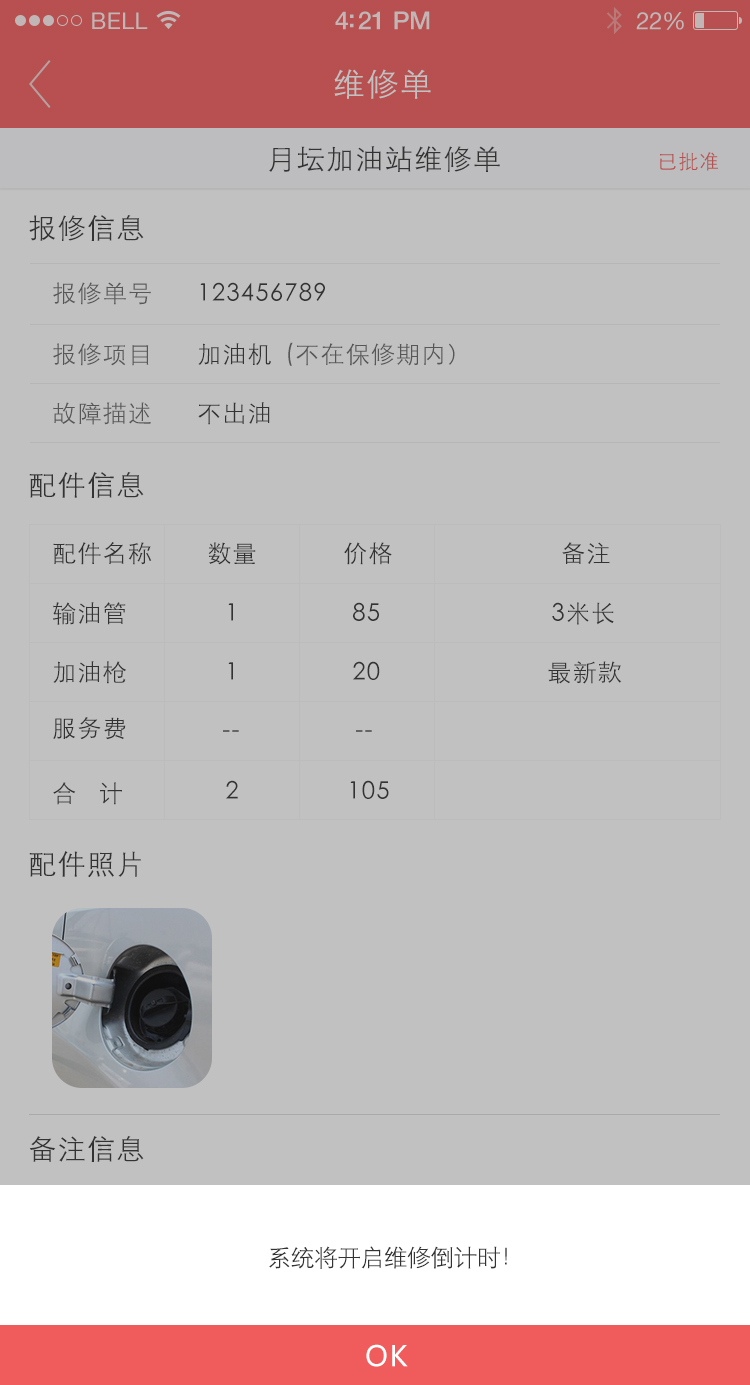 BELL 4:21 PM 22%
维修单
月坛加油站维修单 已批准
报修信息
报修单号 123456789
报修项目 加油机（不在保修期内）
故障描述 不出油
配件信息
配件名称 数量 价格 备注
输油管 1 85 3米长
加油枪 1 20 最新款
服务费 -- --
合 计 2 105
配件照片
备注信息
系统将开启维修倒计时!
OK